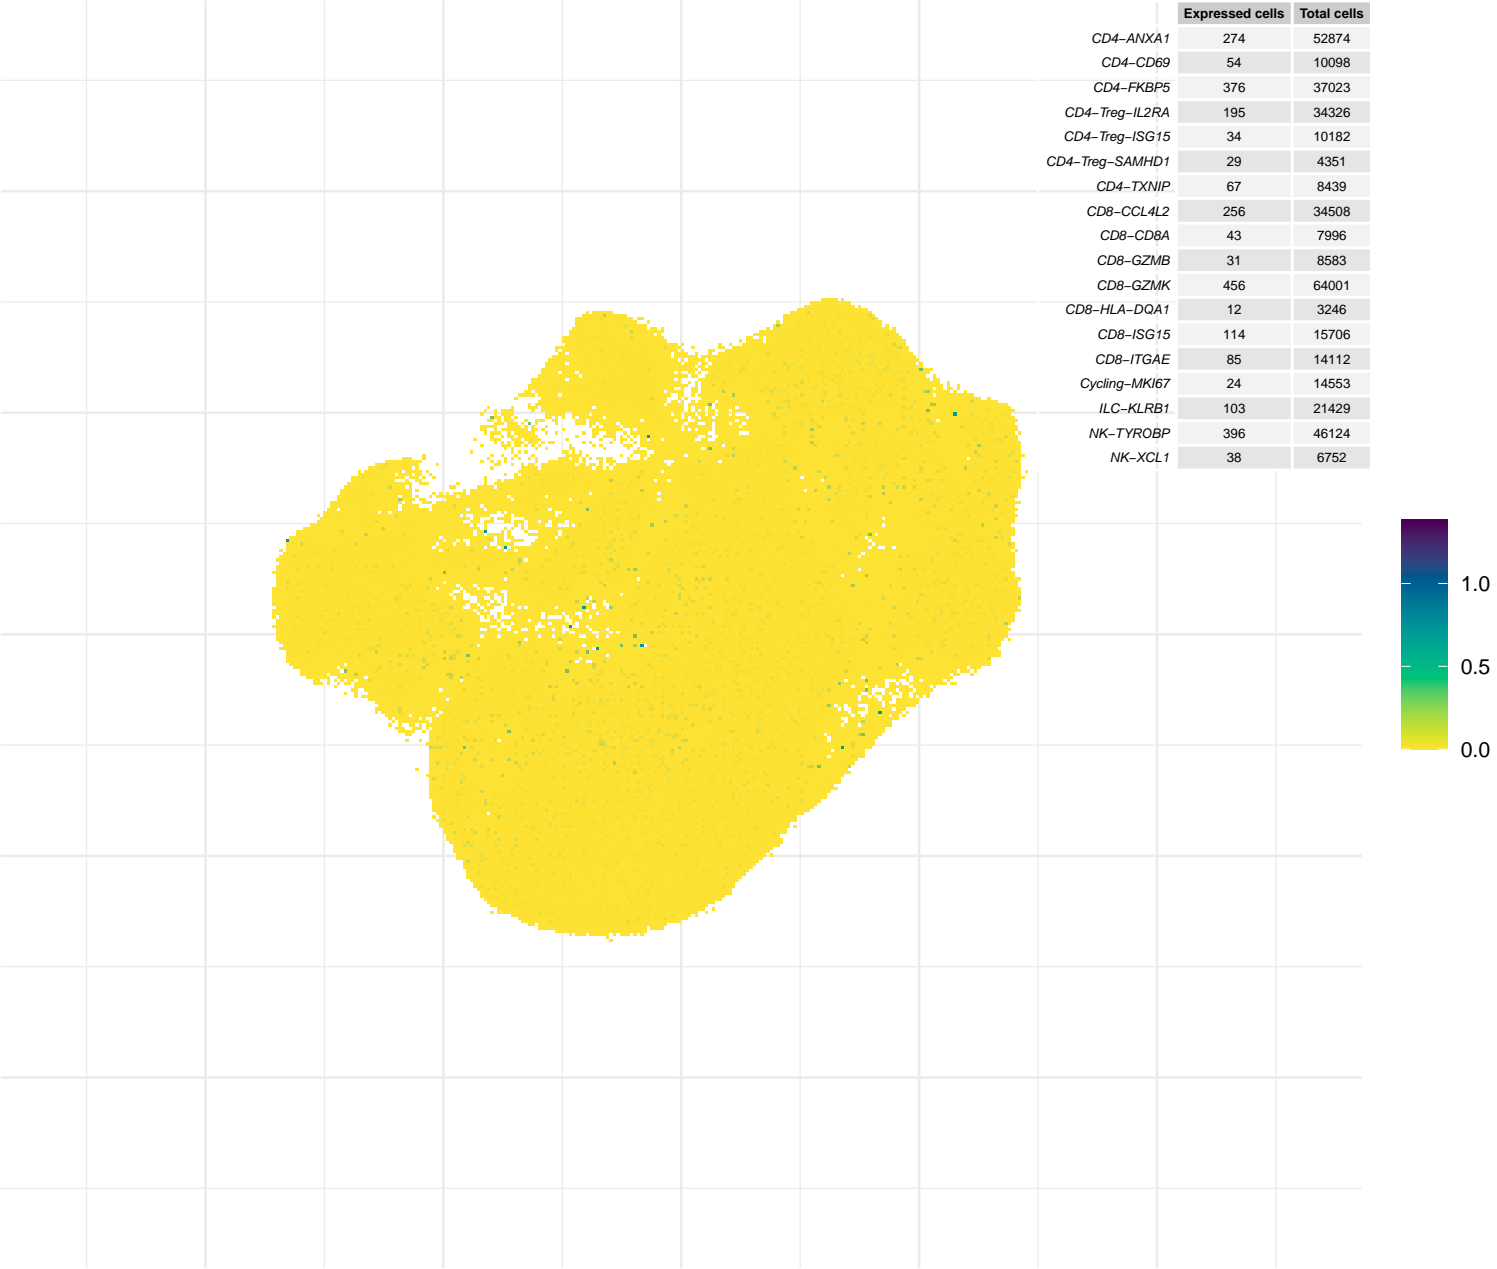 Expressed cells Total cells
CD4−ANXA1 274 52874
CD4−CD69 54 10098
CD4−FKBP5 376 37023
CD4−Treg−IL2RA 195 34326
CD4−Treg−ISG15 34 10182
CD4−Treg−SAMHD1 29 4351
CD4−TXNIP 67 8439
CD8−CCL4L2 256 34508
CD8−CD8A 43 7996
CD8−GZMB 31 8583
CD8−GZMK 456 64001
CD8−HLA−DQA1 12 3246
CD8−ISG15 114 15706
CD8−ITGAE 85 14112
Cycling−MKI67 24 14553
ILC−KLRB1 103 21429
NK−TYROBP 396 46124
NK−XCL1 38 6752
1.0
0.5
0.0